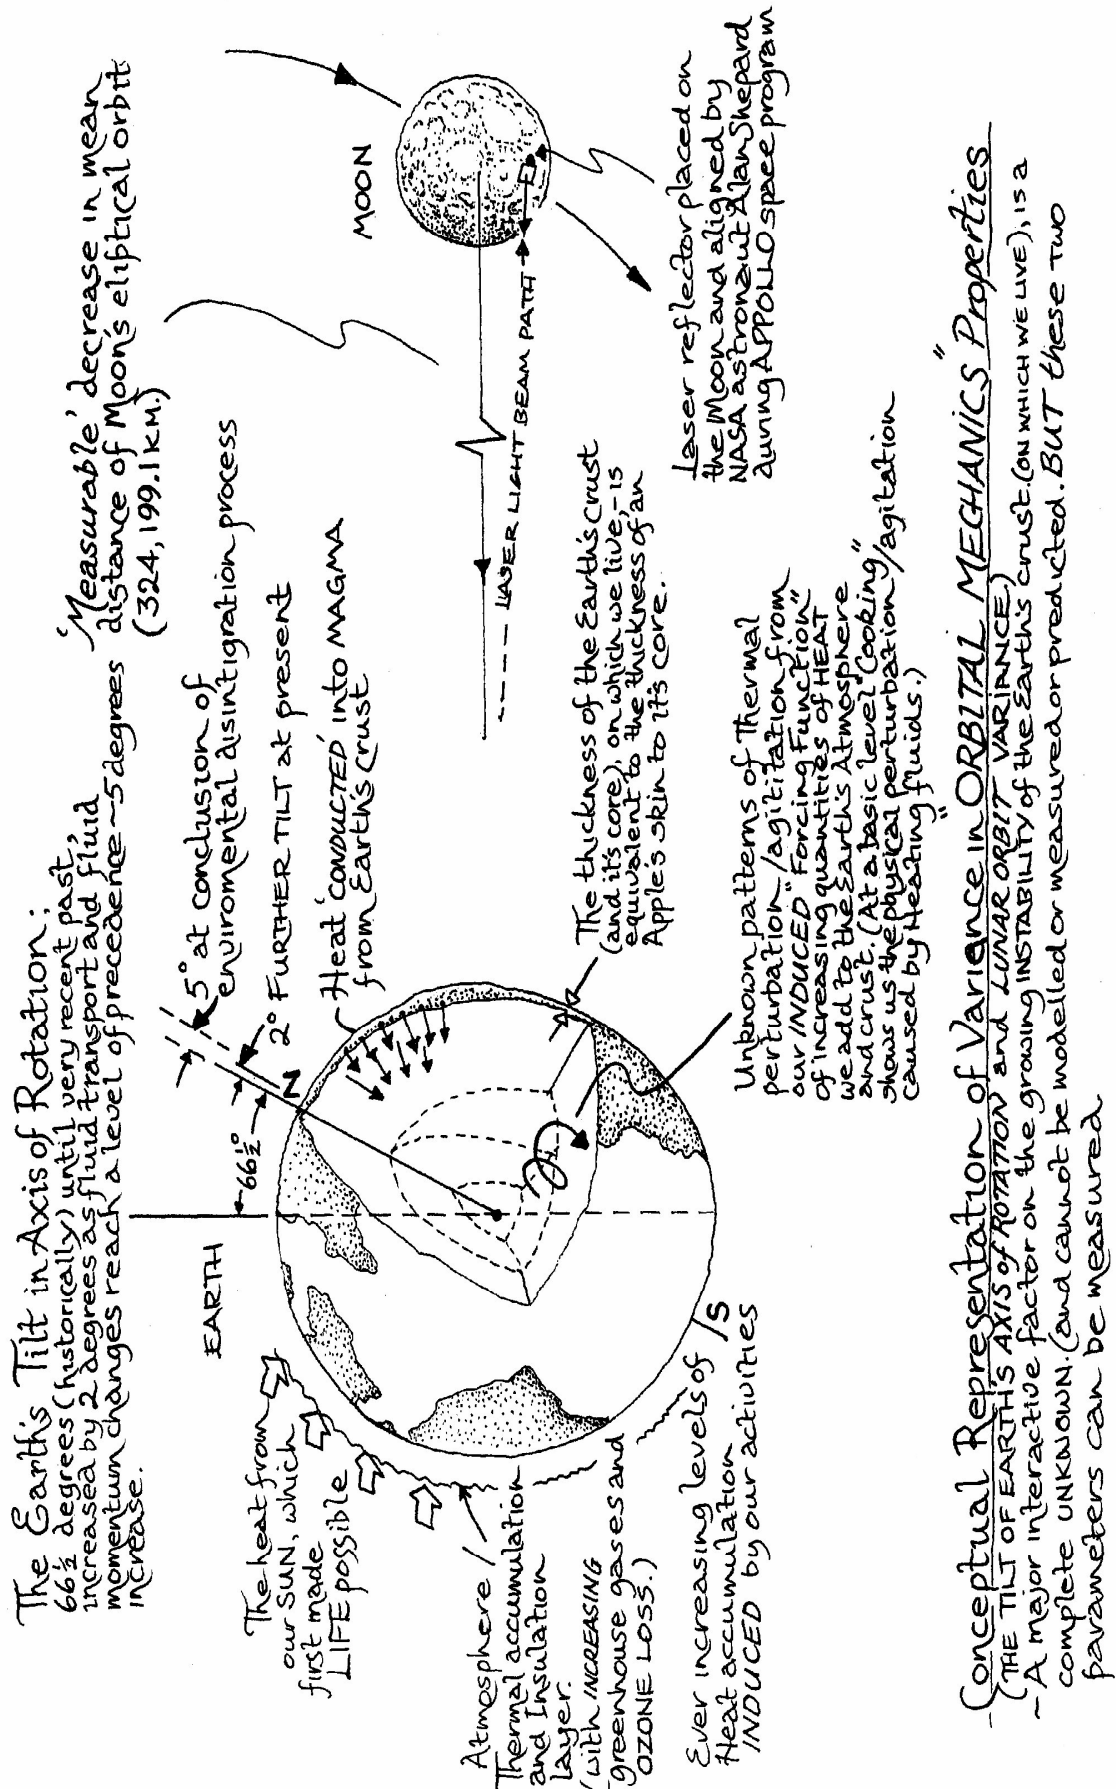 The Earth's Tilt in Axis of Rotation:
66½ degrees (historically) until very recent past,
increased by 2 degrees as fluid transport and fluid
momentum changes reach a level of precedence - 5 degrees
increase.
'Measurable' decrease in mean
distance of Moon's eliptical orbit
(324,199.1 KM.)
5° at conclusion of
enviromental disintigration process
2° FURTHER TILT at present
Heat 'CONDUCTED' into MAGMA
from Earth's crust
66½°
N
EARTH
MOON
The heat from
our SUN, which
first made
LIFE possible
LASER LIGHT BEAM PATH
Laser reflector placed on
the Moon and aligned by
NASA astronaut Alan Shepard
during APPOLLO space program
The thickness of the Earth's crust
(and its core), on which we live,-is
equivalent to the thickness of an
Apple's skin to it's core.
Atmosphere /
Thermal accumulation
and Insulation
Layer.
(with INCREASING
greenhouse gases and
OZONE LOSS.)
S
Unknown patterns of Thermal
perturbation/agititation from
our INDUCED "Forcing Function"
of increasing quantities of HEAT
we add to the Earth's Atmosphere
and crust. (At a basic level "Cooking"
shows us the physical perturbation/agitation
caused by "Heating" fluids.)
Ever increasing levels of
Heat accumulation
INDUCED by our activities
- Conceptual Representation of Variance in "ORBITAL MECHANICS" Properties
(THE TILT OF EARTH'S AXIS of ROTATION and LUNAR ORBIT VARIANCE)
- A major interactive factor on the growing INSTABILITY of the Earth's crust (ON WHICH WE LIVE), is a
complete UNKNOWN. (and cannot be modelled or measured or predicted. BUT these two
parameters can be measured